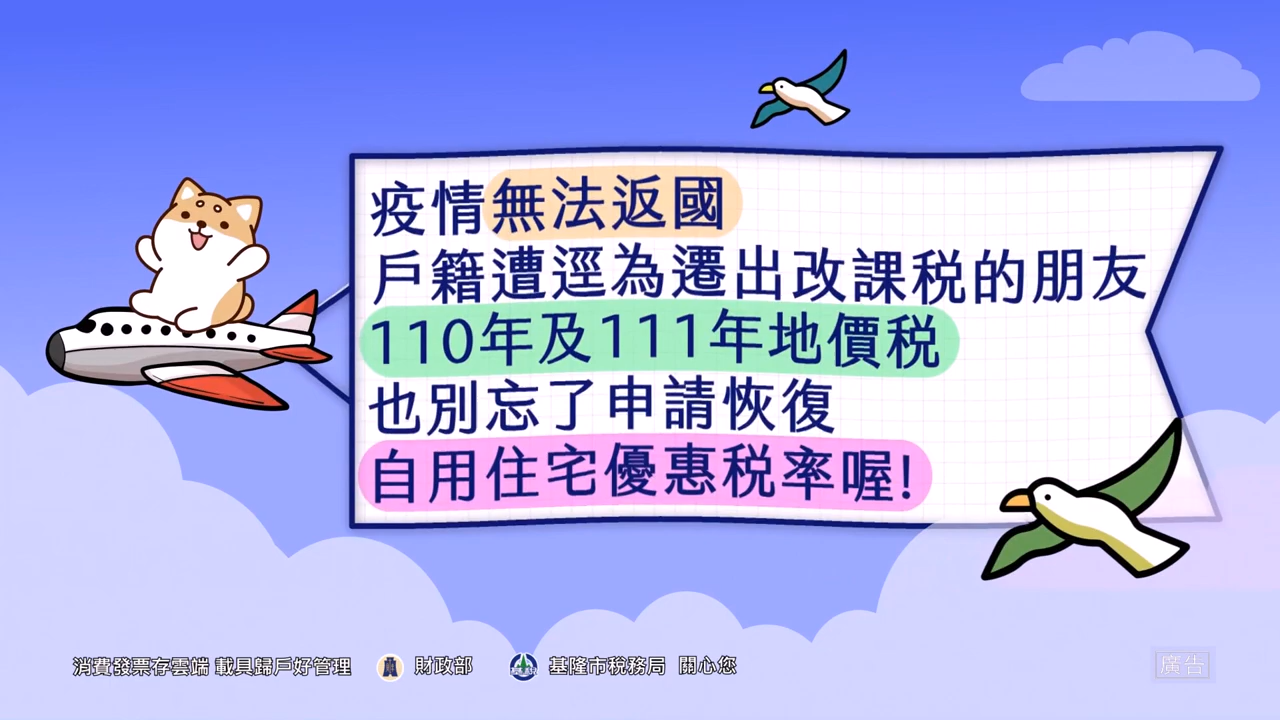 疫情無法返國
戶籍遭逕為遷出改課稅的朋友
110年及111年地價稅
也別忘了申請恢復
自用住宅優惠稅率喔!
消費發票存雲端 載具歸戶好管理 財政部 基隆市稅務局 關心您
廣告